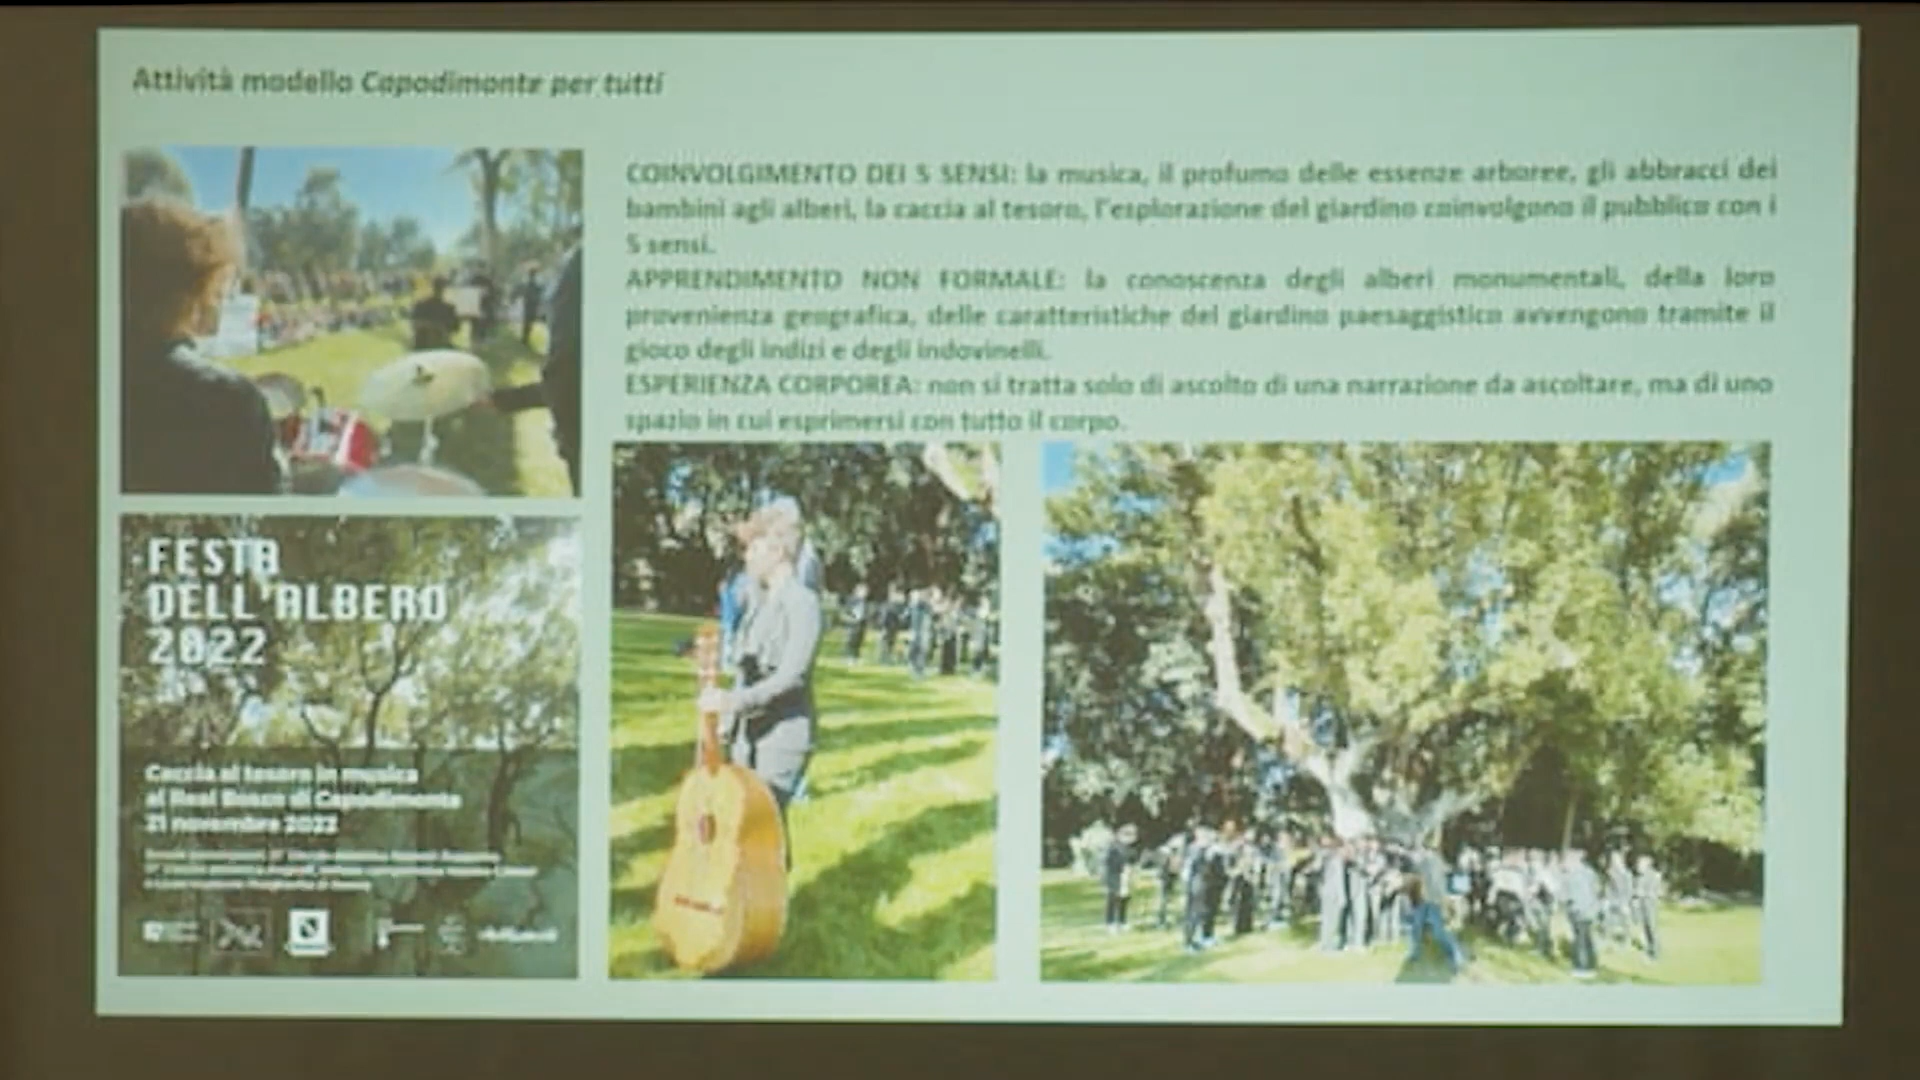 Attività modello Capodimonte per tutti
COINVOLGIMENTO DEI 5 SENSI: la musica, il profumo delle essenze arboree, gli abbracci dei
bambini agli alberi, la caccia al tesoro, l'esplorazione del giardino coinvolgono il pubblico con i
5 sensi.
APPRENDIMENTO NON FORMALE: la conoscenza degli alberi monumentali, della loro
provenienza geografica, delle caratteristiche del giardino paesaggistico avvengono tramite il
gioco degli indizi e degli indovinelli.
ESPERIENZA CORPOREA: non si tratta solo di ascolto di una narrazione da ascoltare, ma di uno
spazio in cui esprimersi con tutto il corpo.
FESTA
DELL'ALBERO
2022
Caccia al tesoro in musica
al Real Bosco di Capodimonte
21 novembre 2022